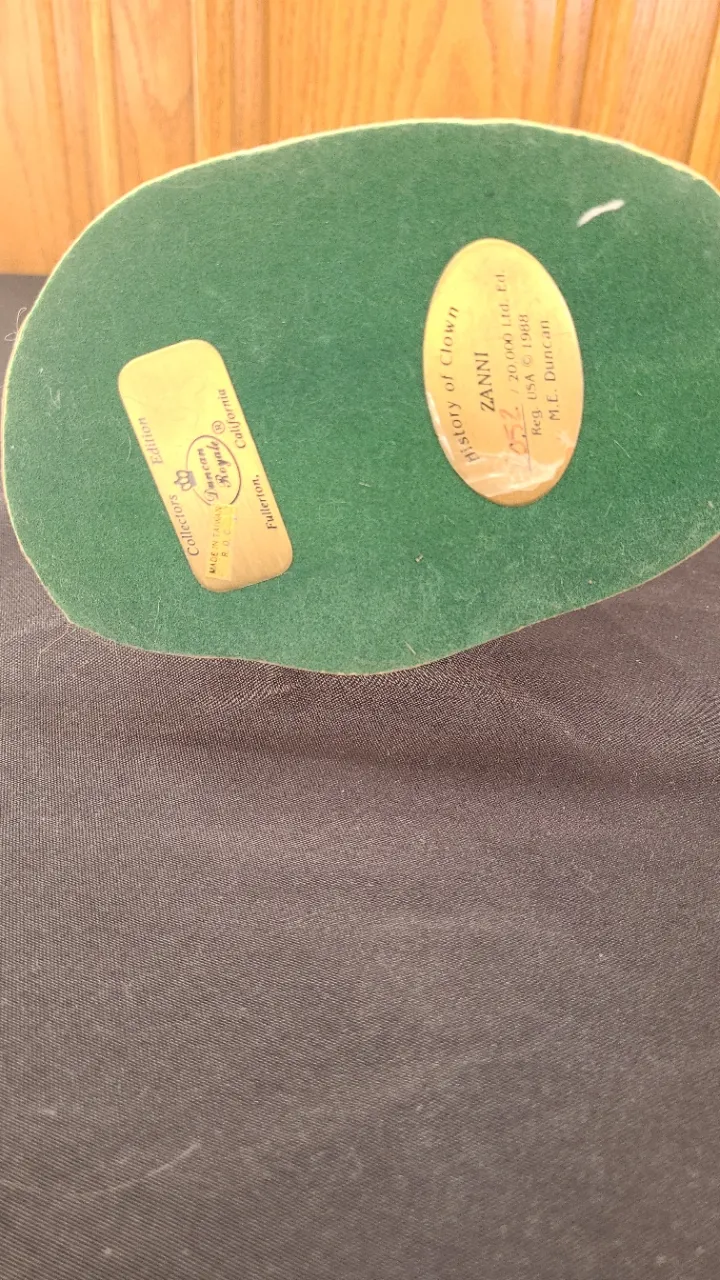 Collectors Edition
Duncan
Royale ®
MADE IN TAIWAN
R. O. C.
Fullerton, California
History of Clown
ZANNI
/ 20,000 Ltd. Ed.
Reg. USA © 1988
M.E. Duncan